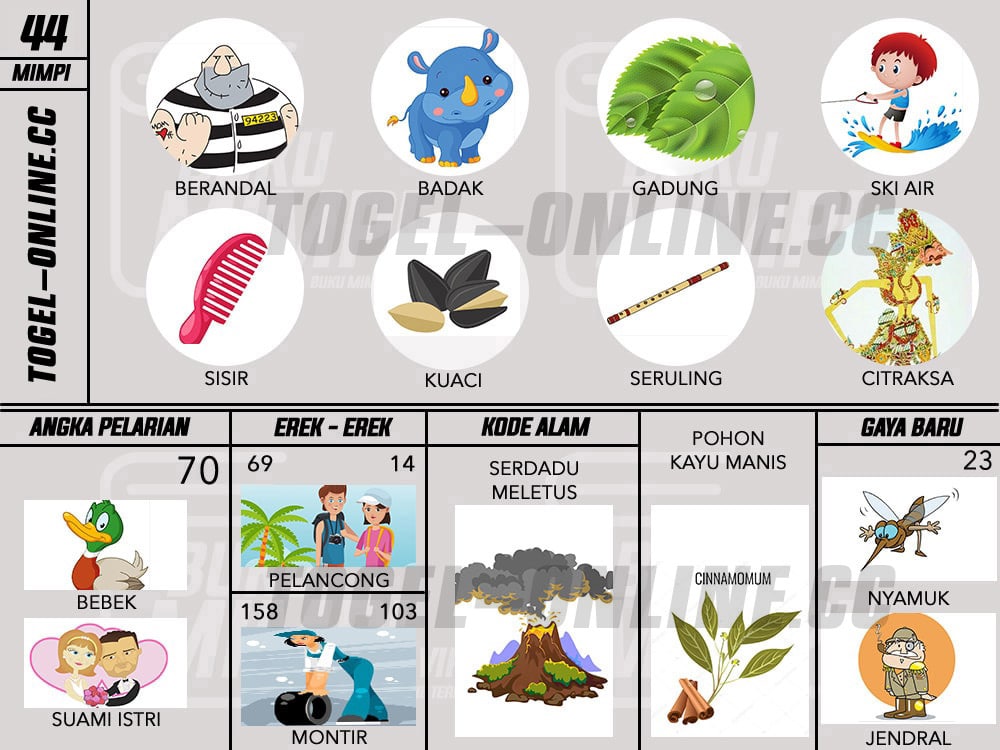 44
MIMPI
TOGEL-ONLINE.CC
94223
MOM
BERANDAL
BADAK
GADUNG
SKI AIR
TOGEL-ONLINE.CC
SISIR
KUACI
SERULING
CITRAKSA
ANGKA PELARIAN
70
BEBEK
SUAMI ISTRI
EREK - EREK
69
14
PELANCONG
158
103
MONTIR
KODE ALAM
SERDADU
MELETUS
POHON
KAYU MANIS
CINNAMOMUM
GAYA BARU
23
NYAMUK
JENDRAL
TOGEL-ONLINE.CC